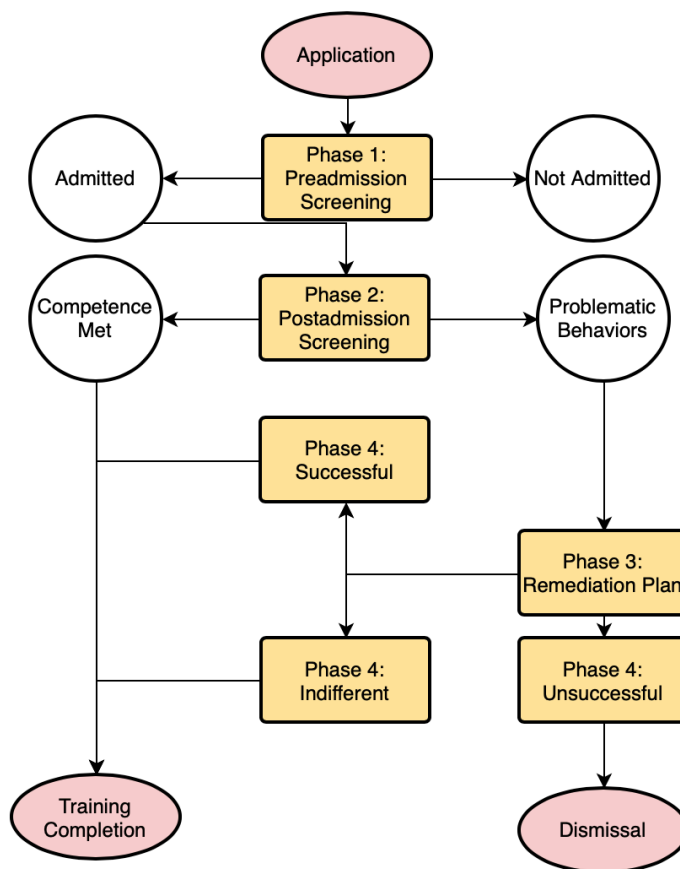 Application
Phase 1:
Preadmission
Screening
Admitted
Not Admitted
Phase 2:
Postadmission
Screening
Competence
Met
Problematic
Behaviors
Phase 4:
Successful
Phase 3:
Remediation Plan
Phase 4:
Indifferent
Phase 4:
Unsuccessful
Training
Completion
Dismissal